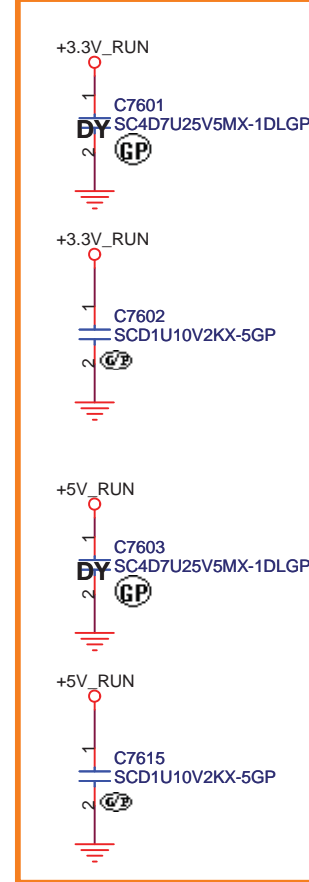 +3.3V_RUN
1
C7601
DY SC4D7U25V5MX-1DLGP
2 GP
+3.3V_RUN
1
C7602
SCD1U10V2KX-5GP
2 G/P
+5V_RUN
1
C7603
DY SC4D7U25V5MX-1DLGP
2 GP
+5V_RUN
1
C7615
SCD1U10V2KX-5GP
2 G/P